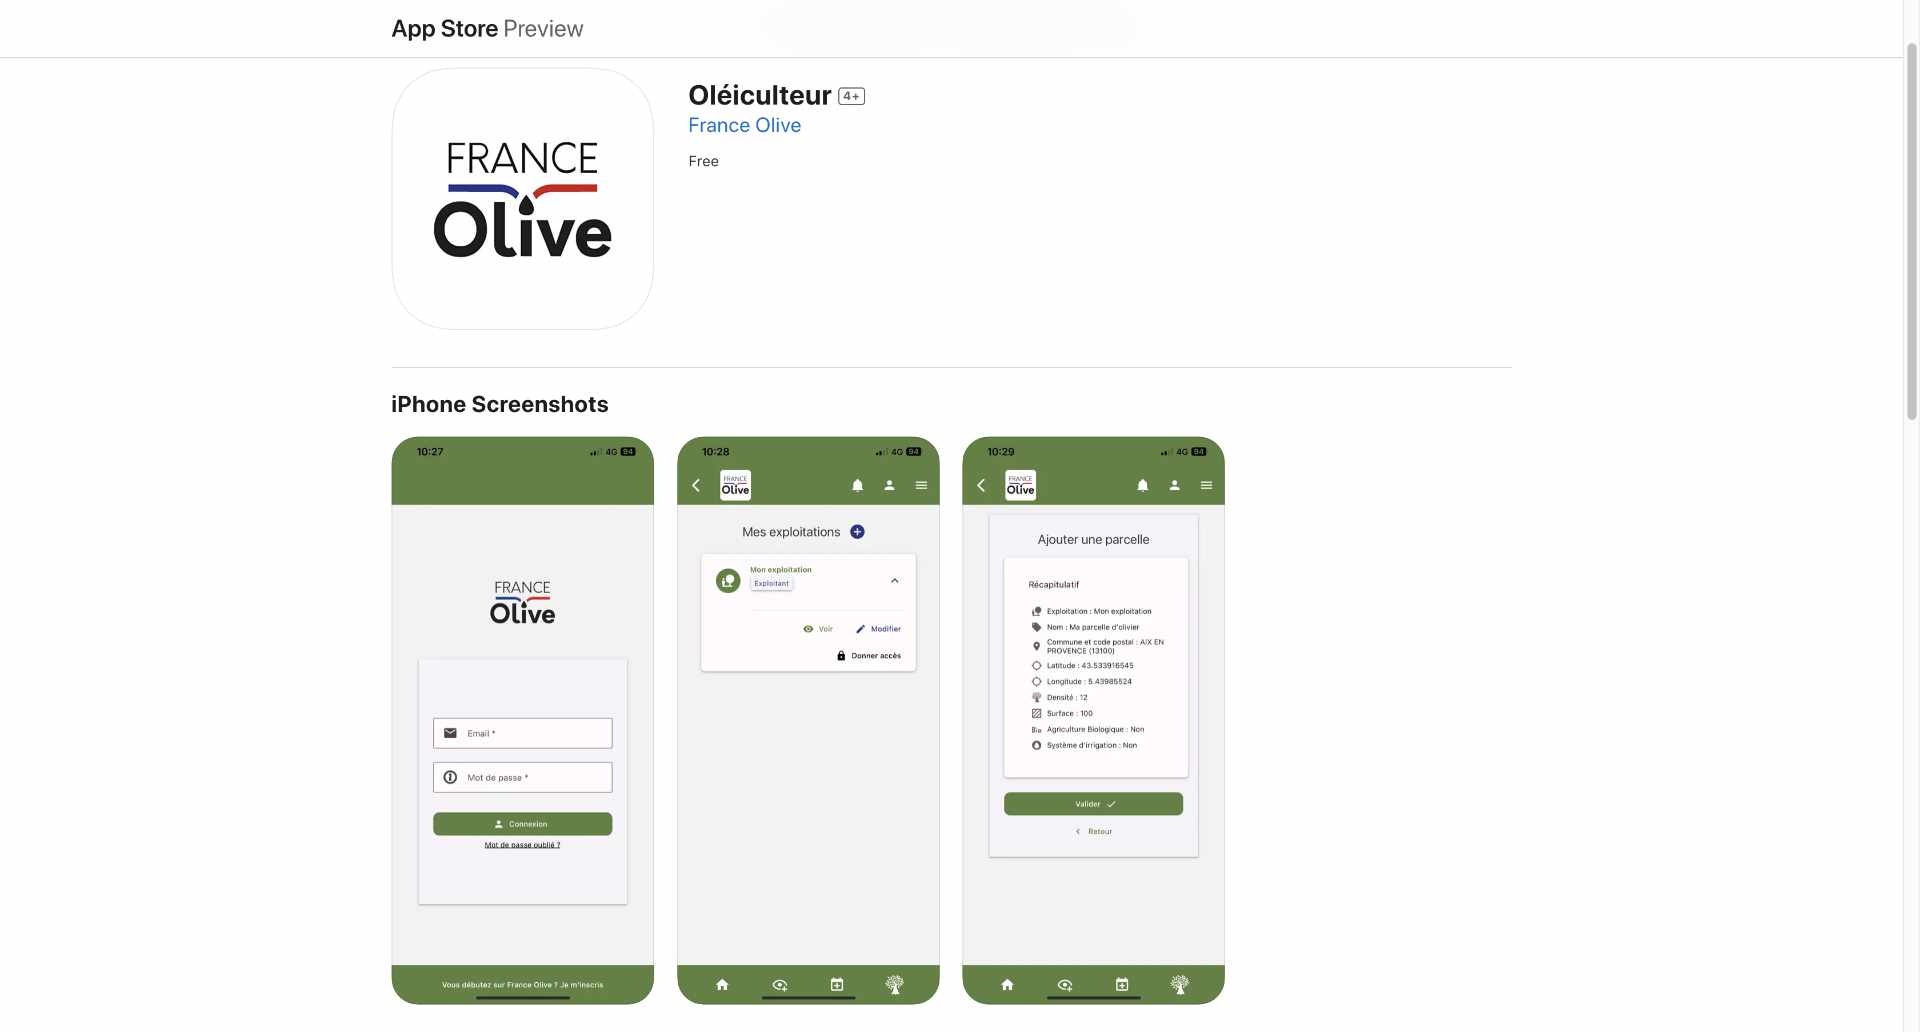 App Store Preview
FRANCE
Olive
Oléiculteur 4+
France Olive
Free
iPhone Screenshots
10:27 4G 94
FRANCE
Olive
Email *
Mot de passe *
Connexion
Mot de passe oublié ?
Vous débutez sur France Olive ? Je m'inscris
10:28 4G 94
FRANCE
Olive
Mes exploitations
Mon exploitation
Exploitant
Voir Modifier
Donner accès
10:29 4G 94
FRANCE
Olive
Ajouter une parcelle
Récapitulatif
Exploitation : Mon exploitation
Nom : Ma parcelle d'olivier
Commune et code postal : AIX EN
PROVENCE (13100)
Latitude : 43.533916545
Longitude : 5.43985524
Densité : 12
Surface : 100
Bio Agriculture Biologique : Non
Système d'irrigation : Non
Valider
Retour